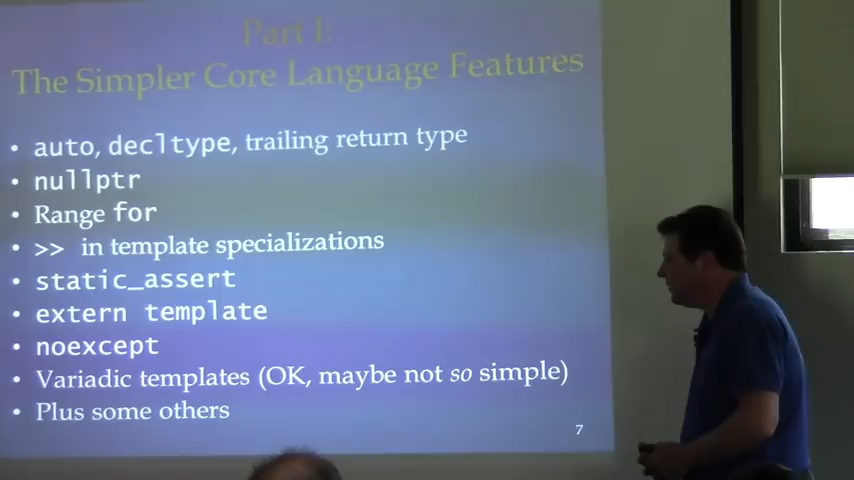 Part I:
The Simpler Core Language Features
• auto, decltype, trailing return type
• nullptr
• Range for
• >> in template specializations
• static_assert
• extern template
• noexcept
• Variadic templates (OK, maybe not so simple)
• Plus some others
7